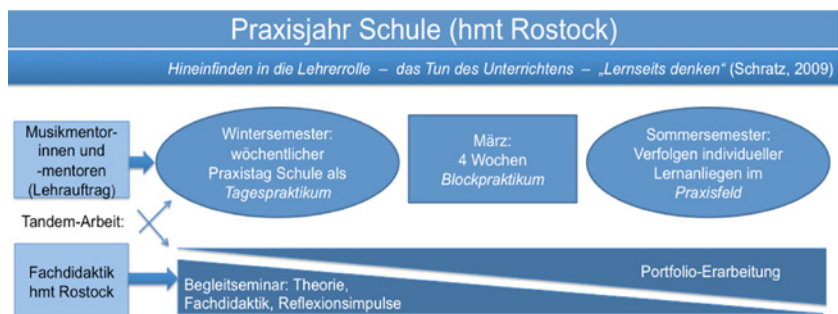 Praxisjahr Schule (hmt Rostock)
Hineinfinden in die Lehrerrolle – das Tun des Unterrichtens – „Lernseits denken“ (Schratz, 2009)
Musikmentor-
innen und
-mentoren
(Lehrauftrag)
Wintersemester:
wöchentlicher
Praxistag Schule als
Tagespraktikum
März:
4 Wochen
Blockpraktikum
Sommersemester:
Verfolgen individueller
Lernanliegen im
Praxisfeld
Tandem-Arbeit:
Fachdidaktik
hmt Rostock
Begleitseminar: Theorie,
Fachdidaktik, Reflexionsimpulse
Portfolio-Erarbeitung